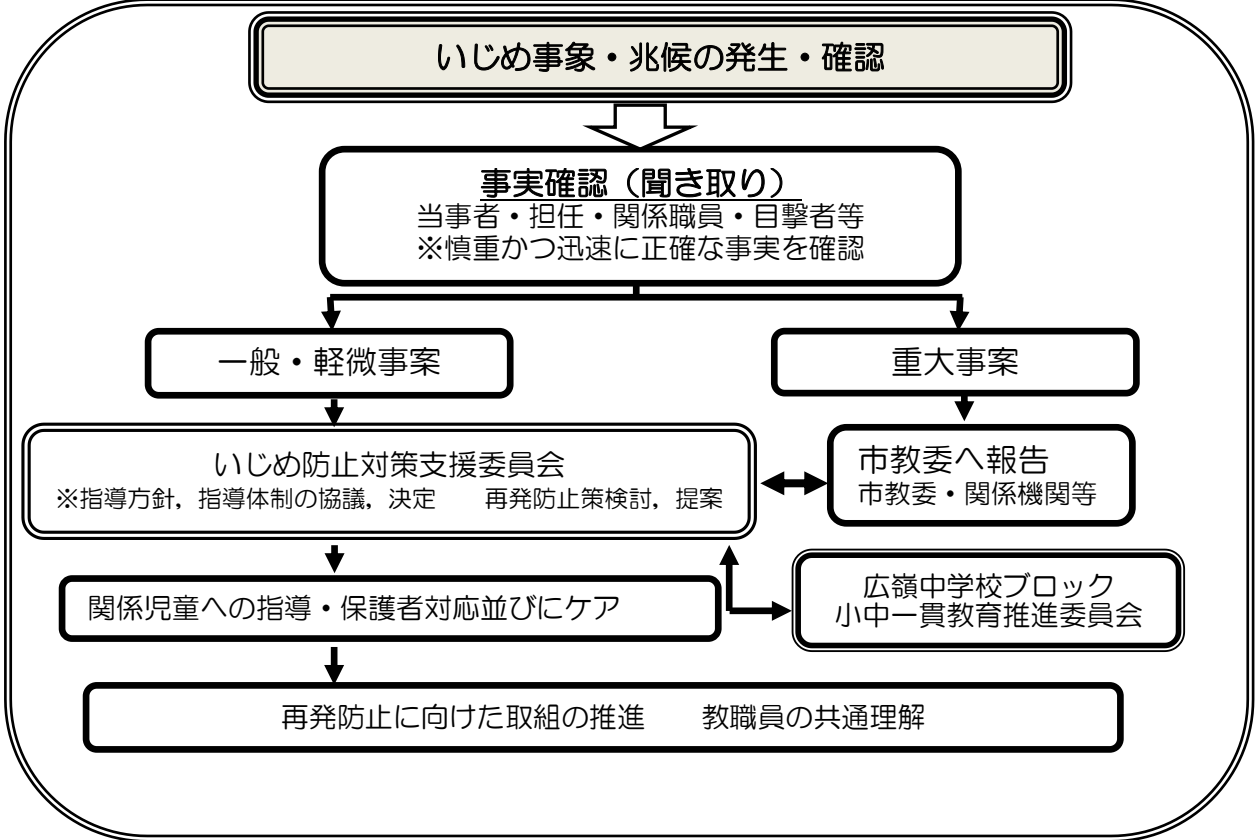 いじめ事象・兆候の発生・確認
事実確認（聞き取り）
当事者・担任・関係職員・目撃者等
※慎重かつ迅速に正確な事実を確認
一般・軽微事案
重大事案
いじめ防止対策支援委員会
※指導方針，指導体制の協議，決定　　再発防止策検討，提案
市教委へ報告
市教委・関係機関等
関係児童への指導・保護者対応並びにケア
広嶺中学校ブロック
小中一貫教育推進委員会
再発防止に向けた取組の推進　　教職員の共通理解